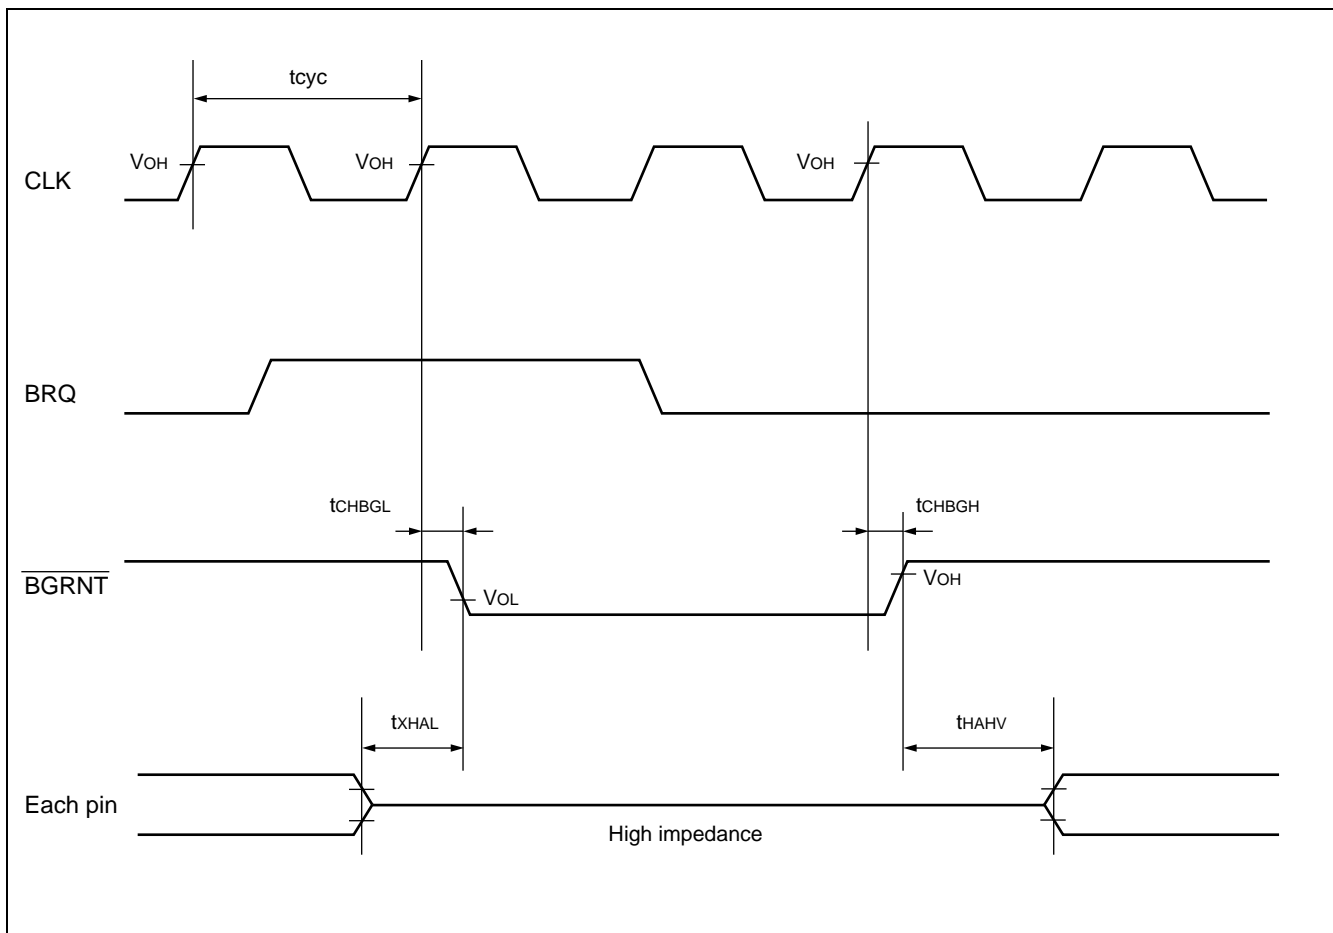 tCYC
VOH VOH VOH
CLK
BRQ
tCHBGL tCHBGH
BGRNT
VOL VOH
tXHAL tHAHV
Each pin
High impedance